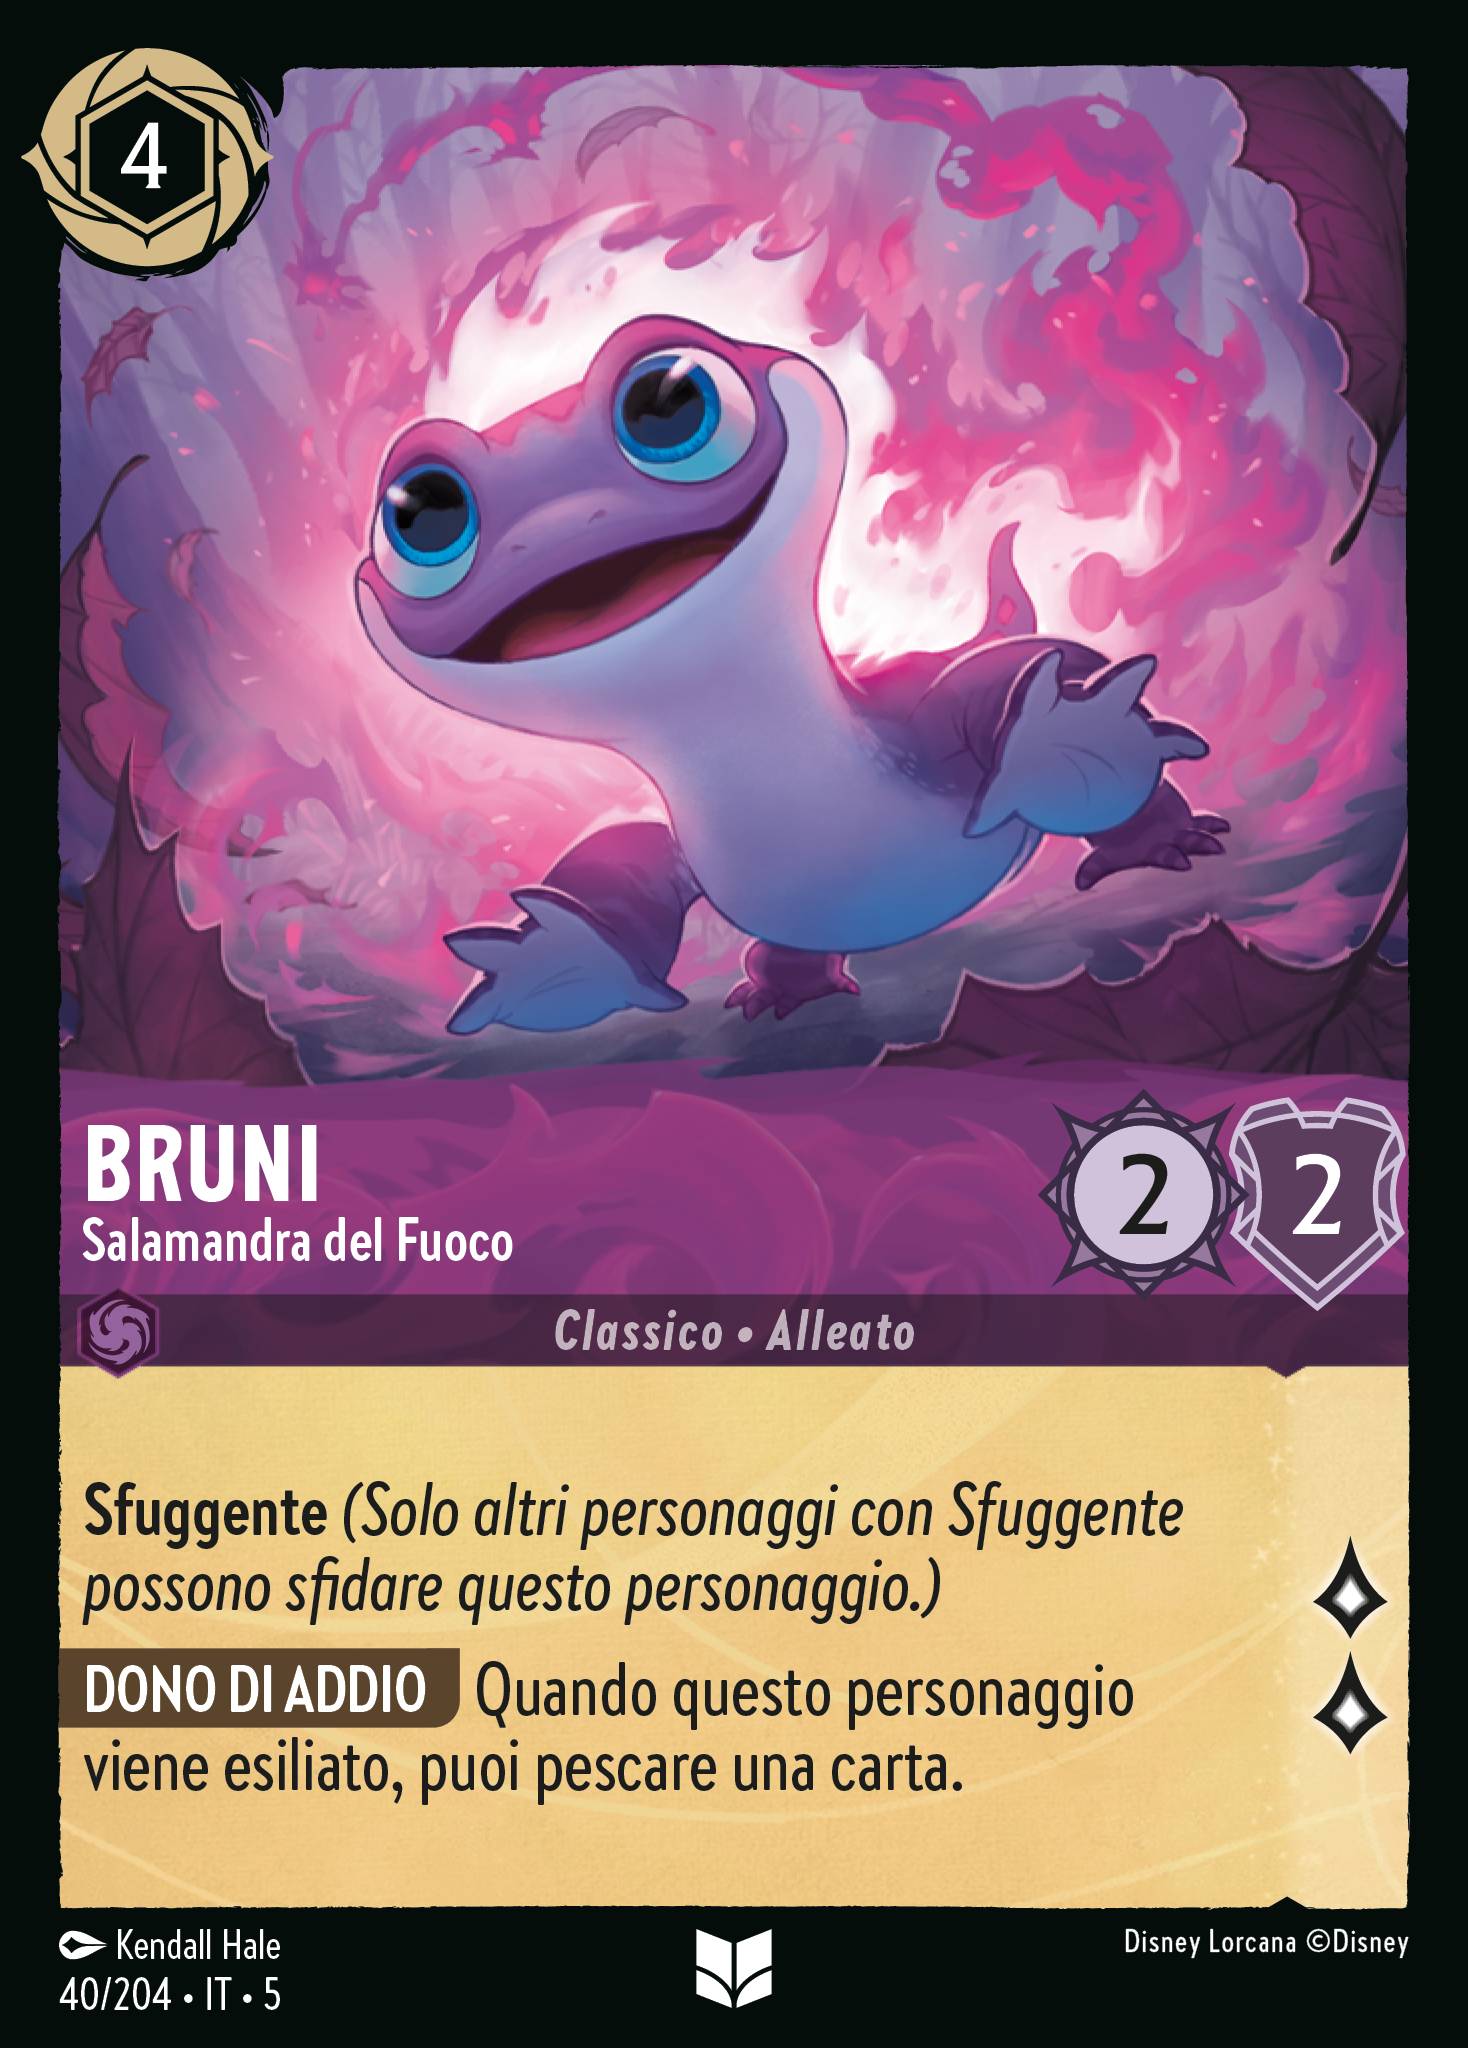 4
BRUNI
Salamandra del Fuoco
2
2
Classico • Alleato
Sfuggente (Solo altri personaggi con Sfuggente
possono sfidare questo personaggio.)
DONO DI ADDIO Quando questo personaggio
viene esiliato, puoi pescare una carta.
Kendall Hale
40/204 • IT • 5
Disney Lorcana ©Disney